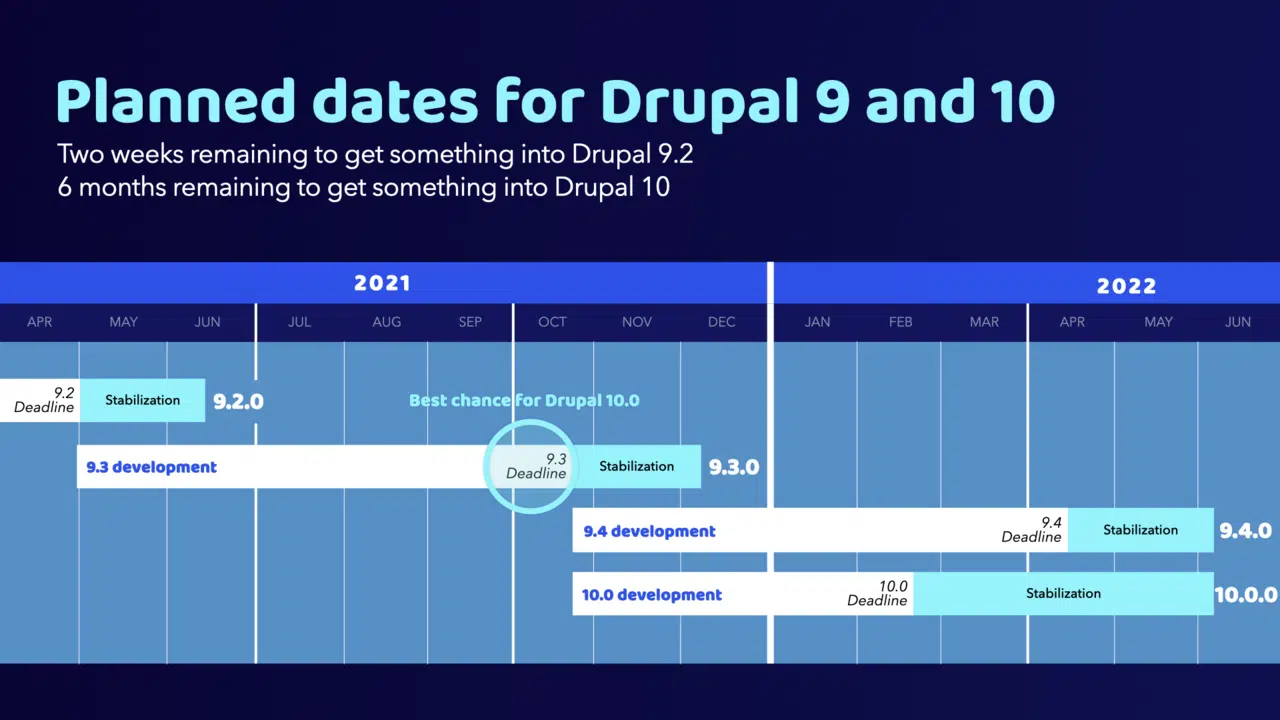 Planned dates for Drupal 9 and 10
Two weeks remaining to get something into Drupal 9.2
6 months remaining to get something into Drupal 10
2021
2022
APR MAY JUN JUL AUG SEP OCT NOV DEC JAN FEB MAR APR MAY JUN
9.2
Deadline
Stabilization
9.2.0
Best chance for Drupal 10.0
9.3 development
9.3
Deadline
Stabilization
9.3.0
9.4 development
9.4
Deadline
Stabilization
9.4.0
10.0 development
10.0
Deadline
Stabilization
10.0.0